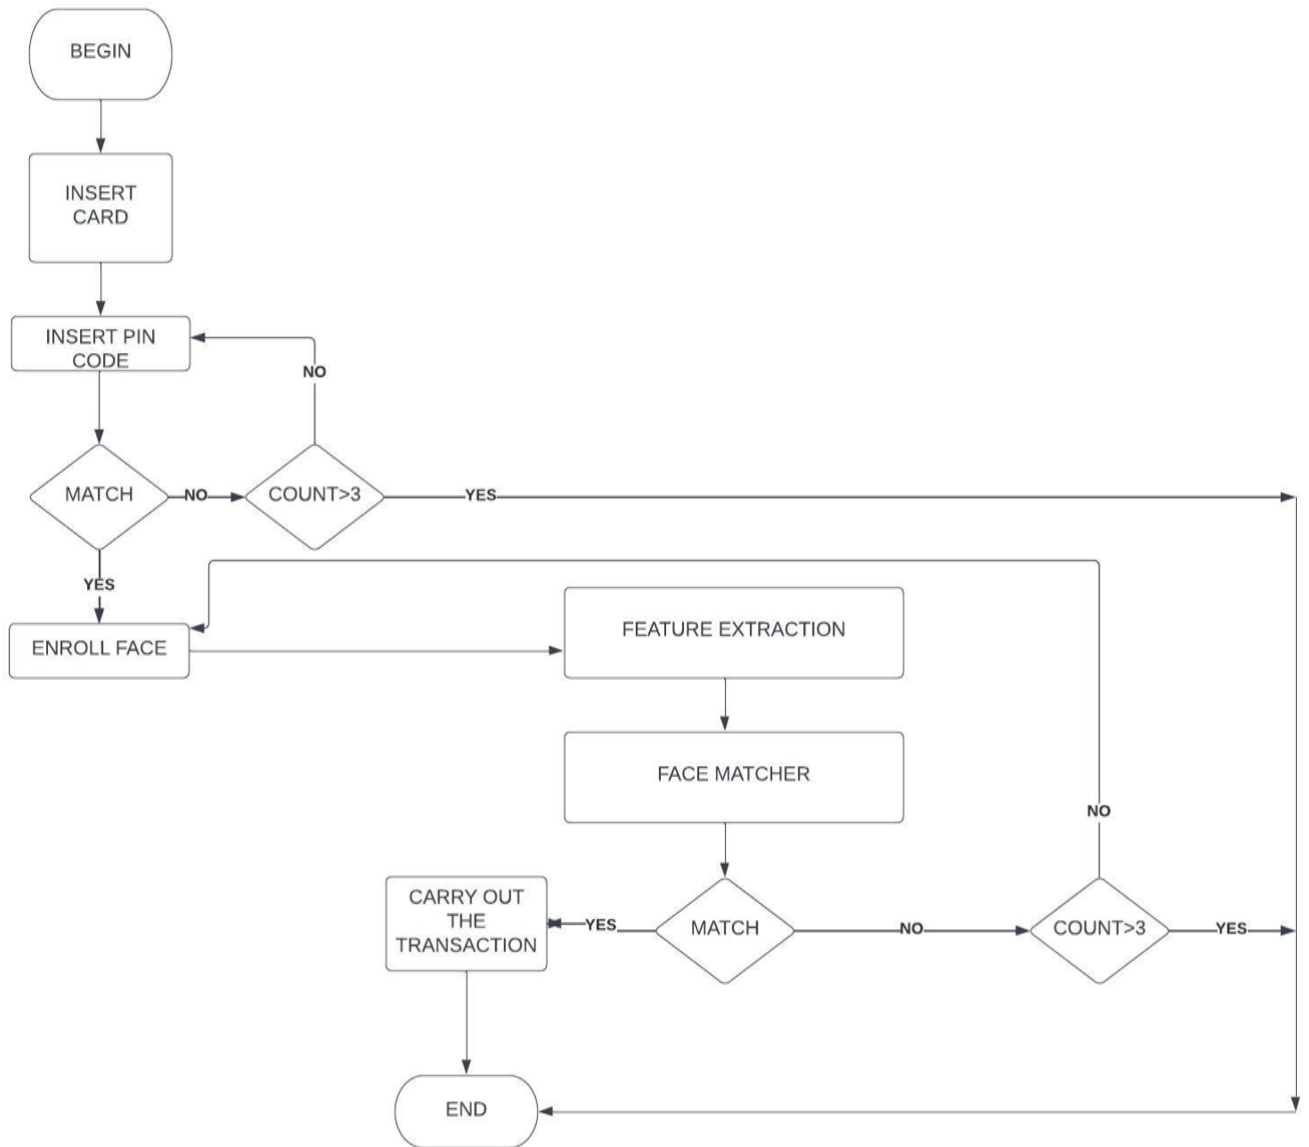 BEGIN
INSERT
CARD
INSERT PIN
CODE
NO
MATCH
NO
COUNT>3
YES
YES
ENROLL FACE
FEATURE EXTRACTION
FACE MATCHER
NO
CARRY OUT
THE
TRANSACTION
YES
MATCH
NO
COUNT>3
YES
END